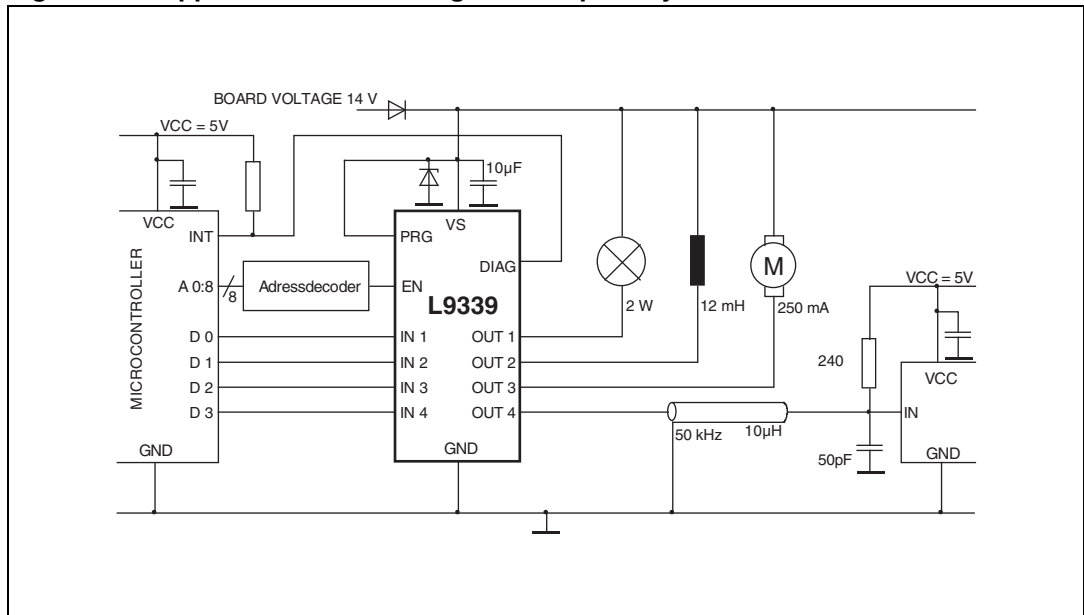 BOARD VOLTAGE 14 V
VCC = 5V
10µF
VCC
VS
INT
PRG
DIAG
MICROCONTROLLER
A 0:8
8
Adressdecoder
EN
L9339
M
VCC = 5V
2 W
12 mH
250 mA
D 0
IN 1
OUT 1
D 1
IN 2
OUT 2
240
VCC
D 2
IN 3
OUT 3
D 3
IN 4
OUT 4
IN
50 kHz
10µH
GND
GND
50pF
GND